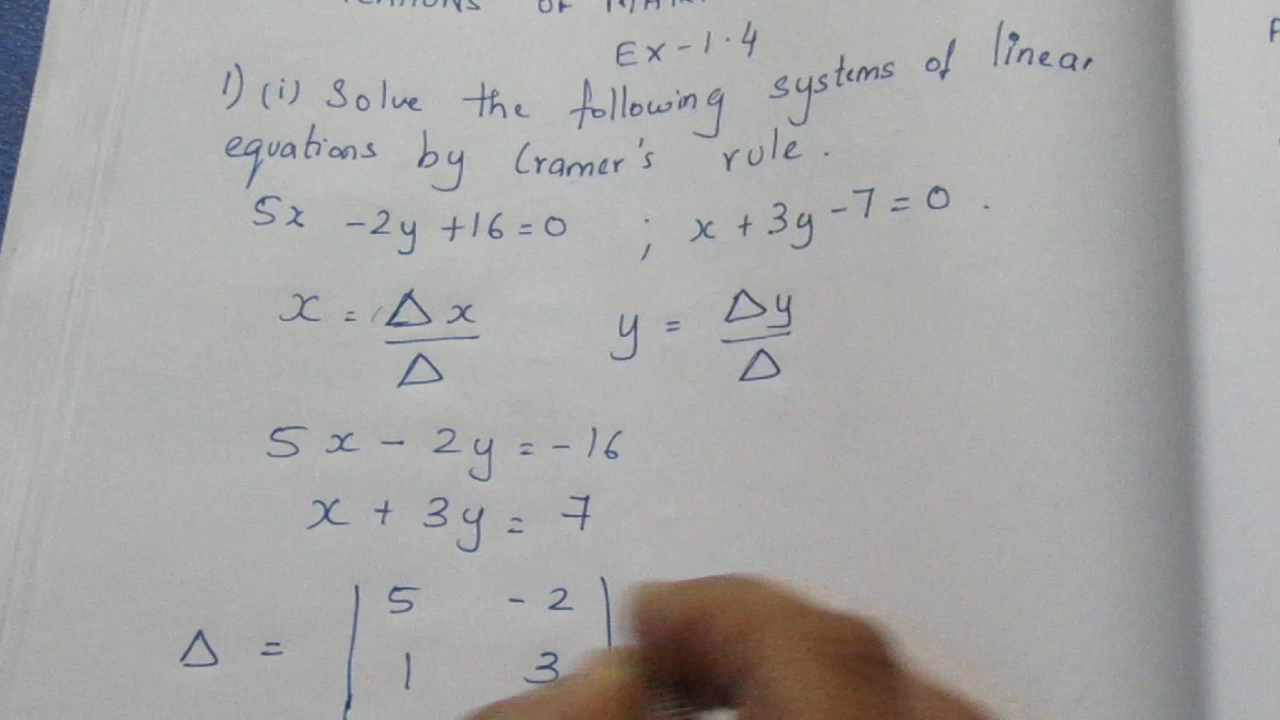 OF
Ex-1.4
1) (i) Solve the following systems of linear
equations by Cramer's rule.
5x -2y +16=0 ; x + 3y -7=0.
x = Δx/Δ y = Δy/Δ
5x - 2y = -16
x + 3y = 7
Δ = | 5 -2 |
| 1 3